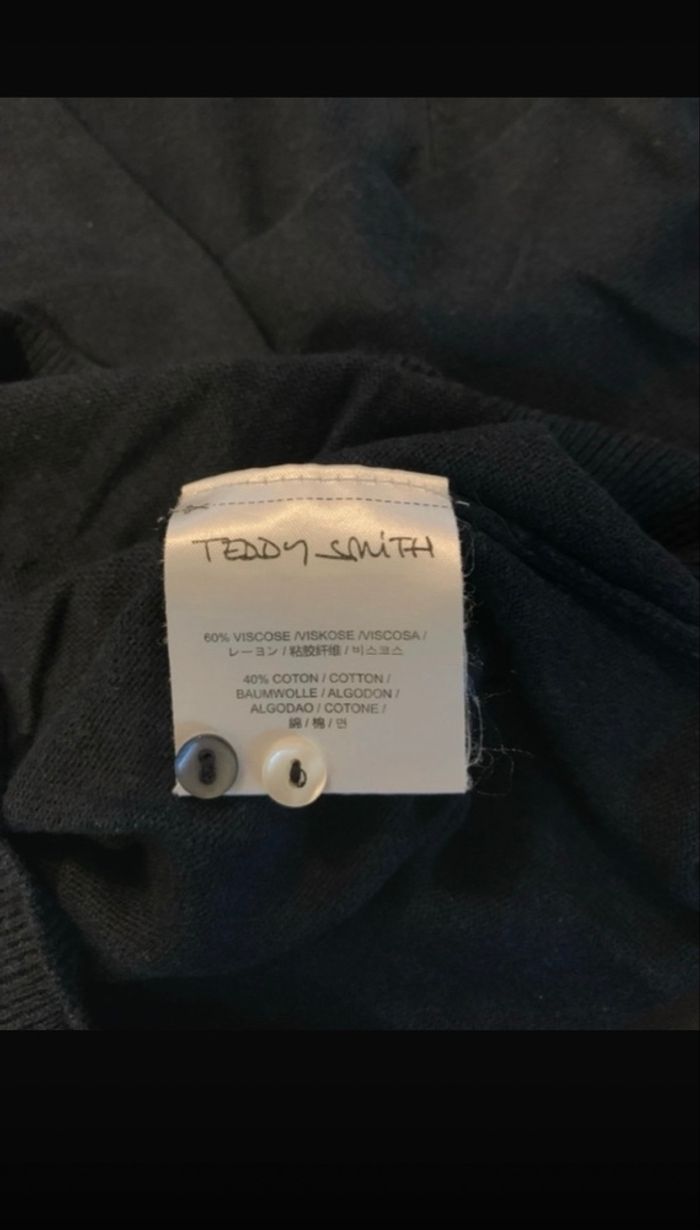 TEDDY SMiTH
60% VISCOSE /VISKOSE /VISCOSA /
レーヨン / 粘胶纤维 / 비스코스
40% COTON / COTTON /
BAUMWOLLE / ALGODON /
ALGODAO / COTONE /
綿 / 棉 / 면